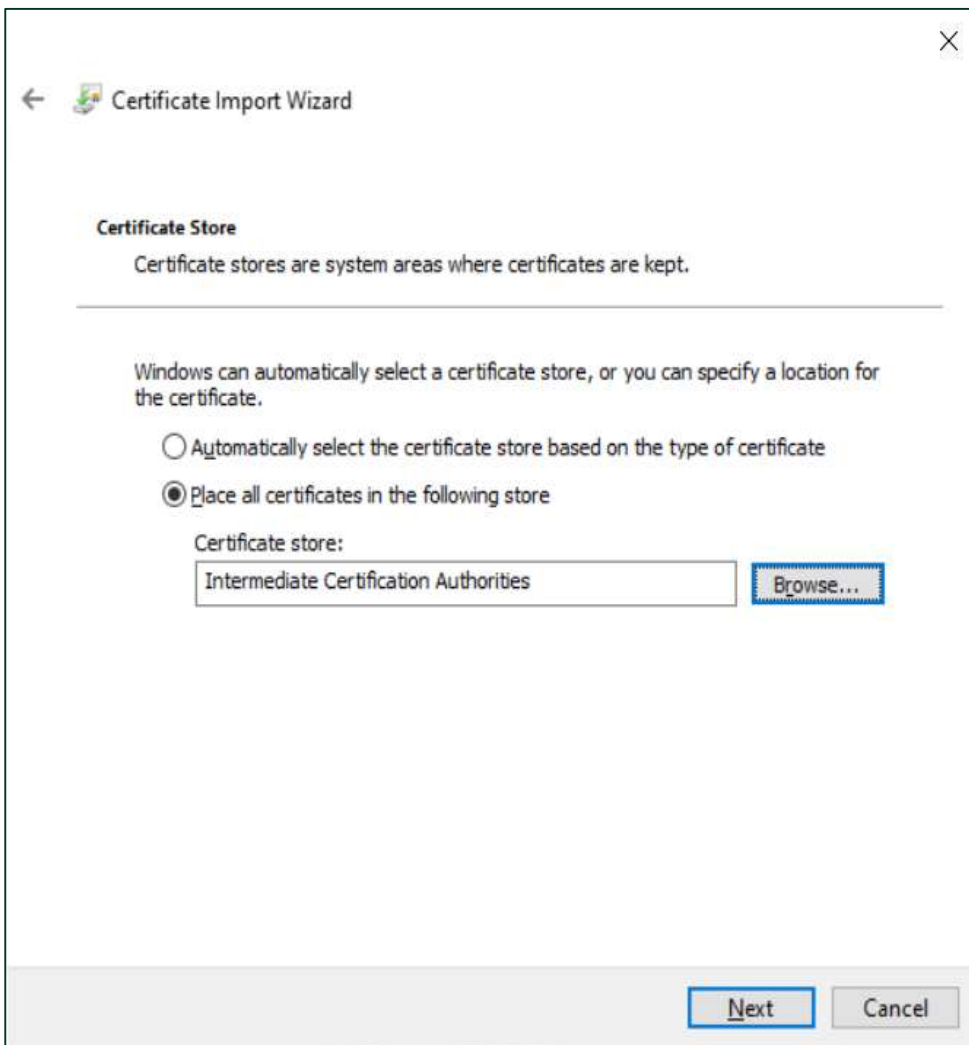 Certificate Import Wizard
Certificate Store
Certificate stores are system areas where certificates are kept.
Windows can automatically select a certificate store, or you can specify a location for
the certificate.
Automatically select the certificate store based on the type of certificate
Place all certificates in the following store
Certificate store:
Intermediate Certification Authorities
Browse...
Next
Cancel